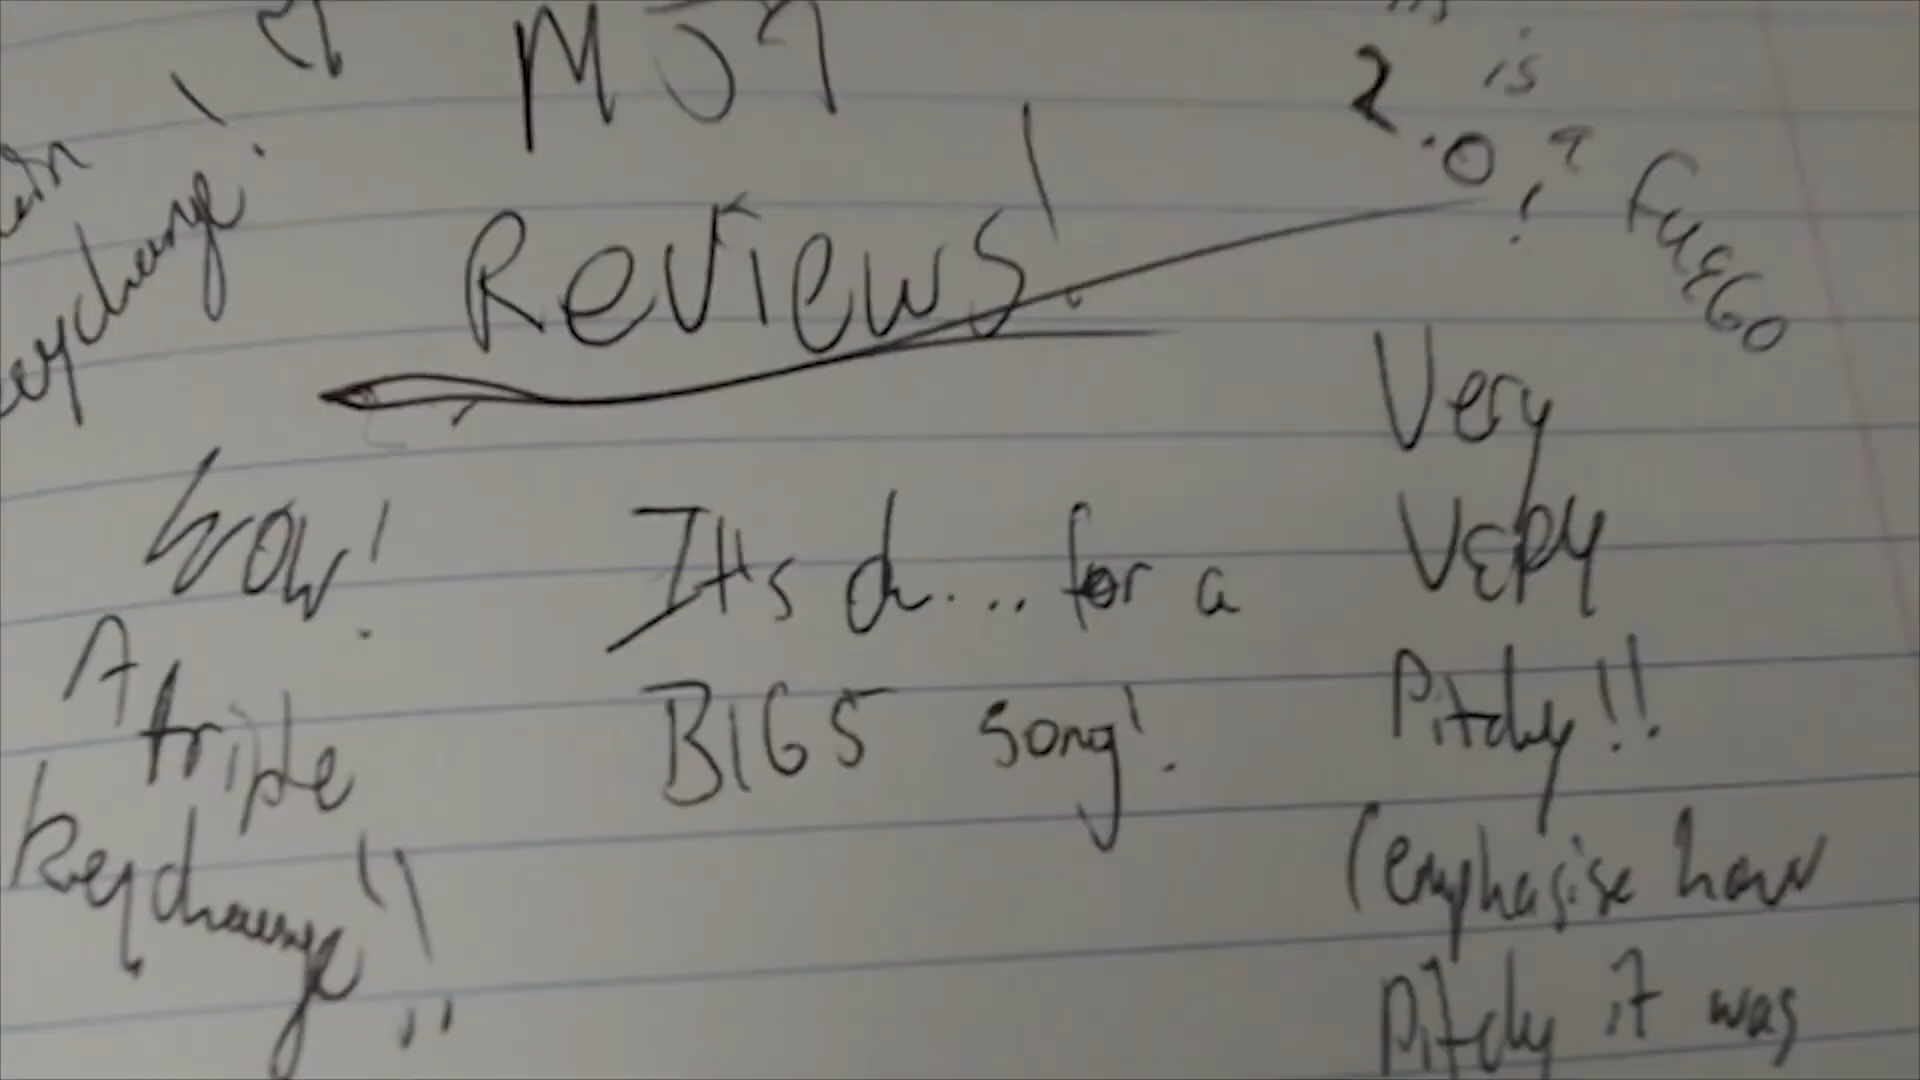 Reviews!
is
2.0!
a
Fuego
keychange!
Wow!
A
triple
keychange!!
It's ok... for a
BIG5 song!
Very
VERY
Pitchy!!
(emphasise how
Pitchy it was